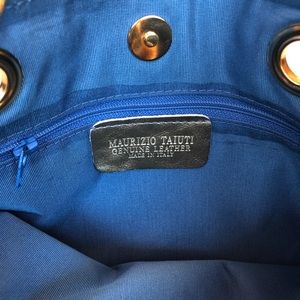 MAURIZIO TAIUTI
GENUINE LEATHER
MADE IN ITALY